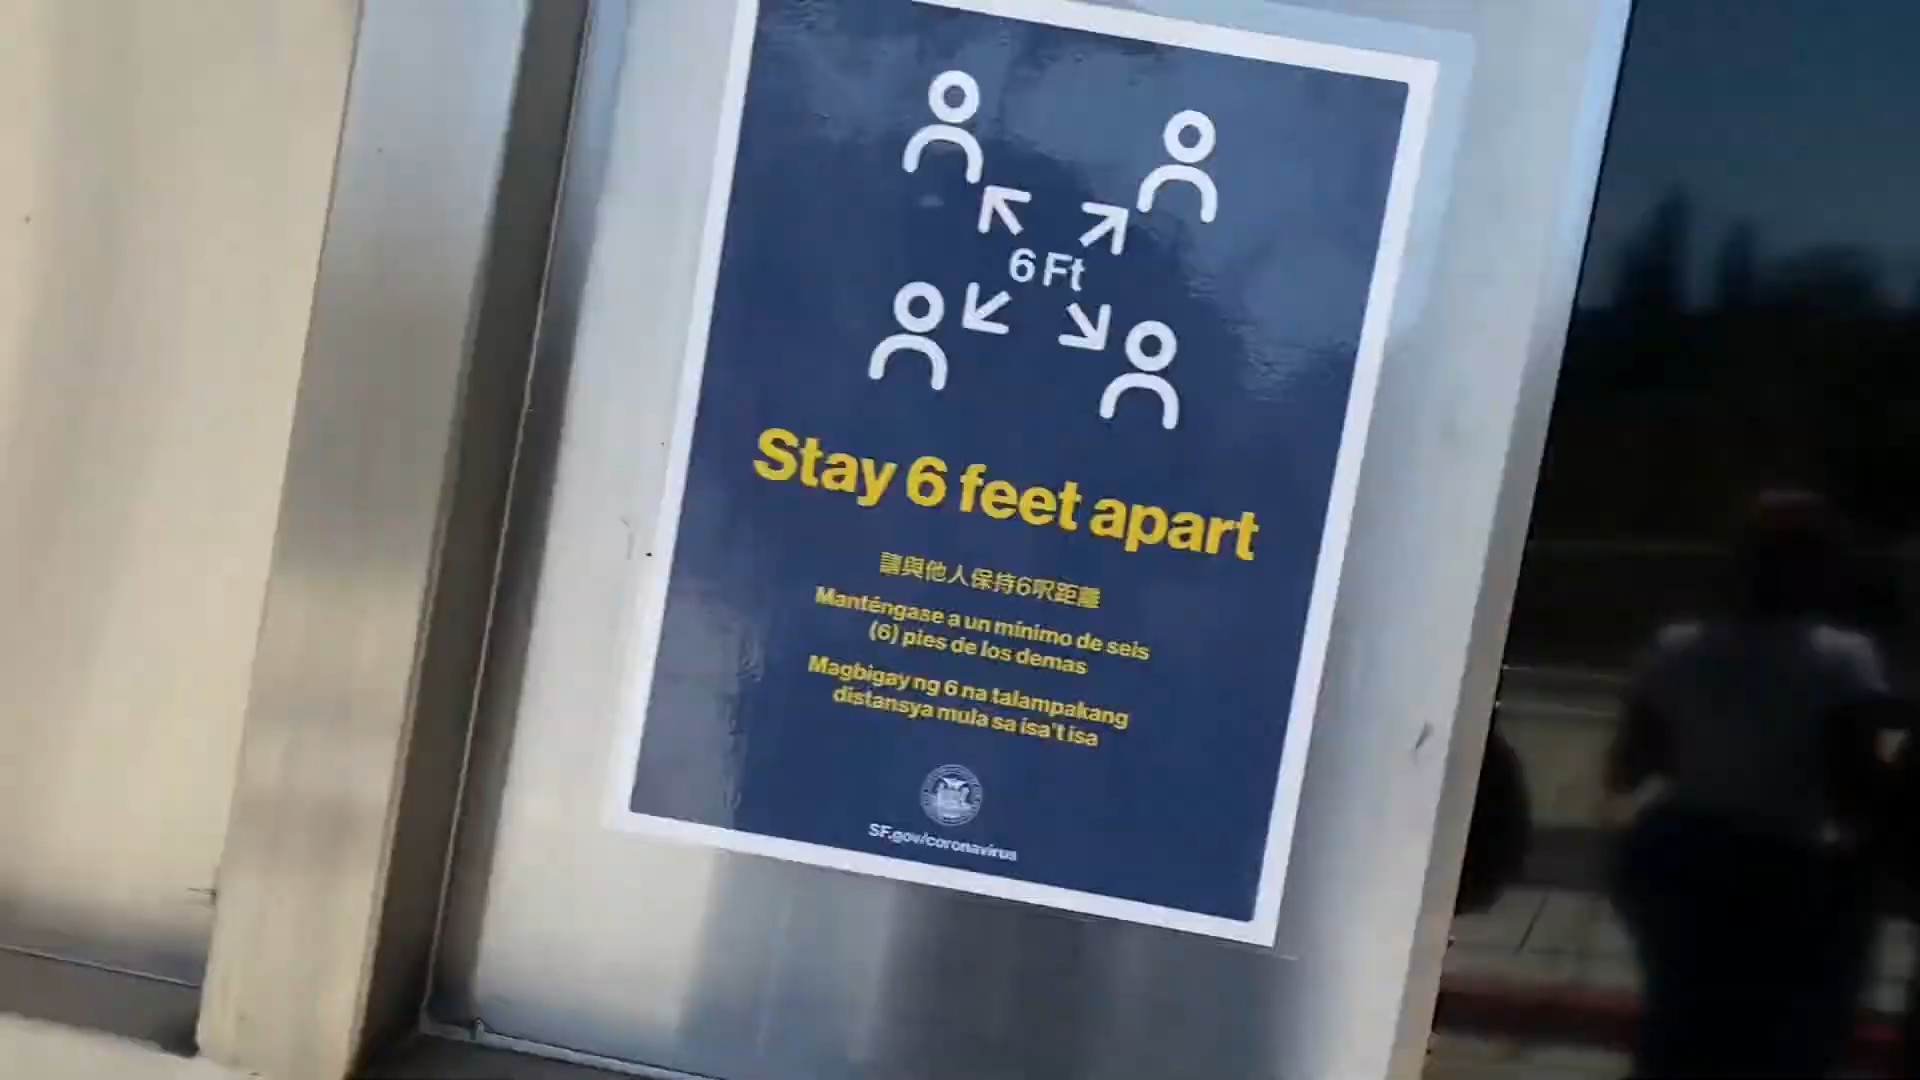 6 Ft
Stay 6 feet apart
請與他人保持6呎距離
Manténgase a un mínimo de seis
(6) pies de los demas
Magbigay ng 6 na talampakang
distansya mula sa isa't isa
SF.gov/coronavirus